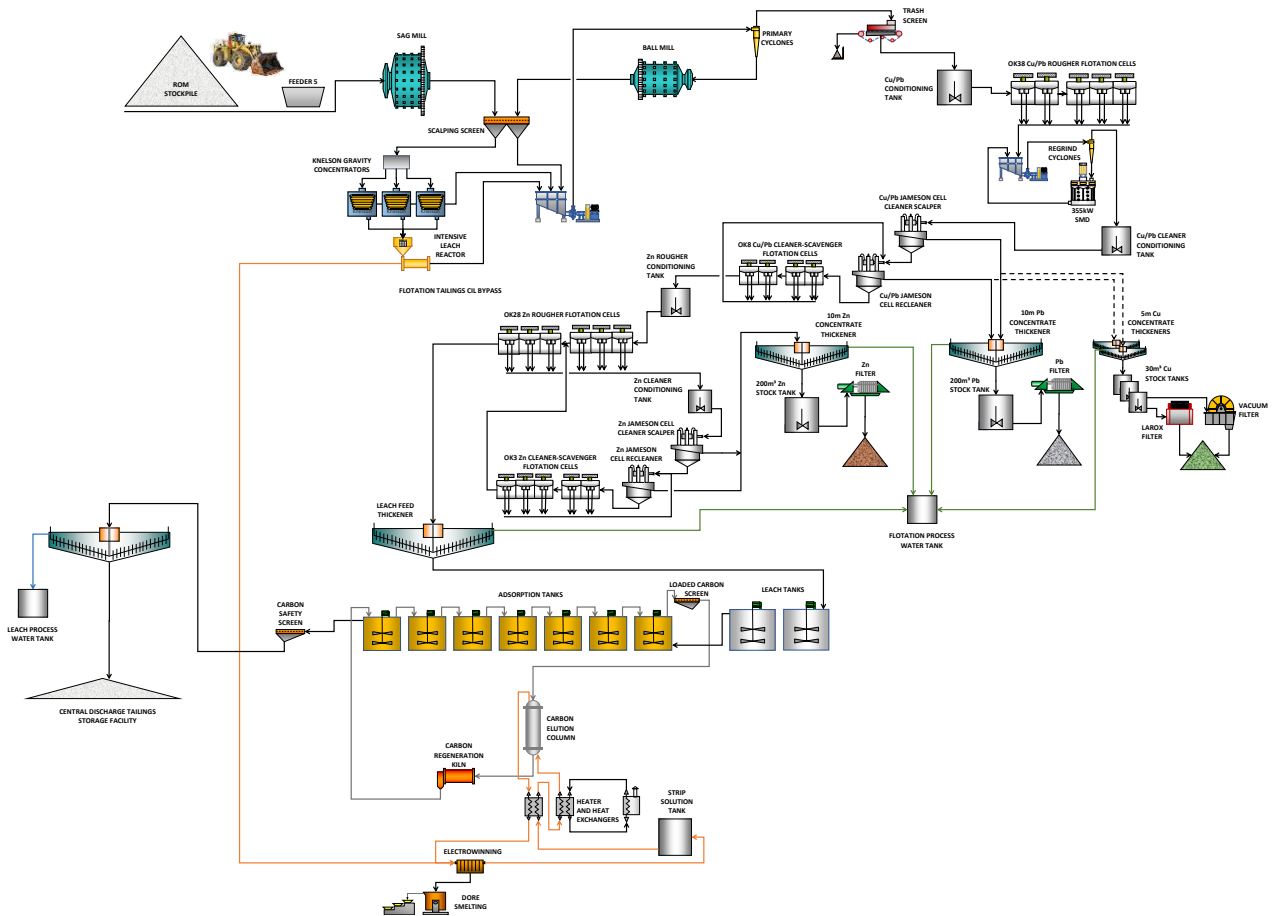 TRASH
SCREEN
SAG MILL
PRIMARY
CYCLONES
BALL MILL
OK38 Cu/Pb ROUGHER FLOTATION CELLS
ROM
STOCKPILE
FEEDER 5
Cu/Pb
CONDITIONING
TANK
SCALPING SCREEN
REGRIND
CYCLONES
KNELSON GRAVITY
CONCENTRATORS
355kW
SMD
Cu/Pb JAMESON CELL
CLEANER SCALPER
INTENSIVE
LEACH
REACTOR
Cu/Pb CLEANER
CONDITIONING
TANK
OK8 Cu/Pb CLEANER-SCAVENGER
FLOTATION CELLS
Zn ROUGHER
CONDITIONING
TANK
FLOTATION TAILINGS CIL BYPASS
Cu/Pb JAMESON
CELL RECLEANER
OK28 Zn ROUGHER FLOTATION CELLS
10m Zn
CONCENTRATE
THICKENER
10m Pb
CONCENTRATE
THICKENER
5m Cu
CONCENTRATE
THICKENERS
Zn
FILTER
Pb
FILTER
30m³ Cu
STOCK TANKS
Zn CLEANER
CONDITIONING
TANK
200m³ Zn
STOCK TANK
200m³ Pb
STOCK TANK
VACUUM
FILTER
LAROX
FILTER
Zn JAMESON CELL
CLEANER SCALPER
Zn JAMESON
CELL RECLEANER
OK3 Zn CLEANER-SCAVENGER
FLOTATION CELLS
LEACH FEED
THICKENER
FLOTATION PROCESS
WATER TANK
LOADED CARBON
SCREEN
LEACH TANKS
ADSORPTION TANKS
CARBON
SAFETY
SCREEN
LEACH PROCESS
WATER TANK
CENTRAL DISCHARGE TAILINGS
STORAGE FACILITY
CARBON
ELUTION
COLUMN
CARBON
REGENERATION
KILN
HEATER
AND HEAT
EXCHANGERS
STRIP
SOLUTION
TANK
ELECTROWINNING
DORE
SMELTING